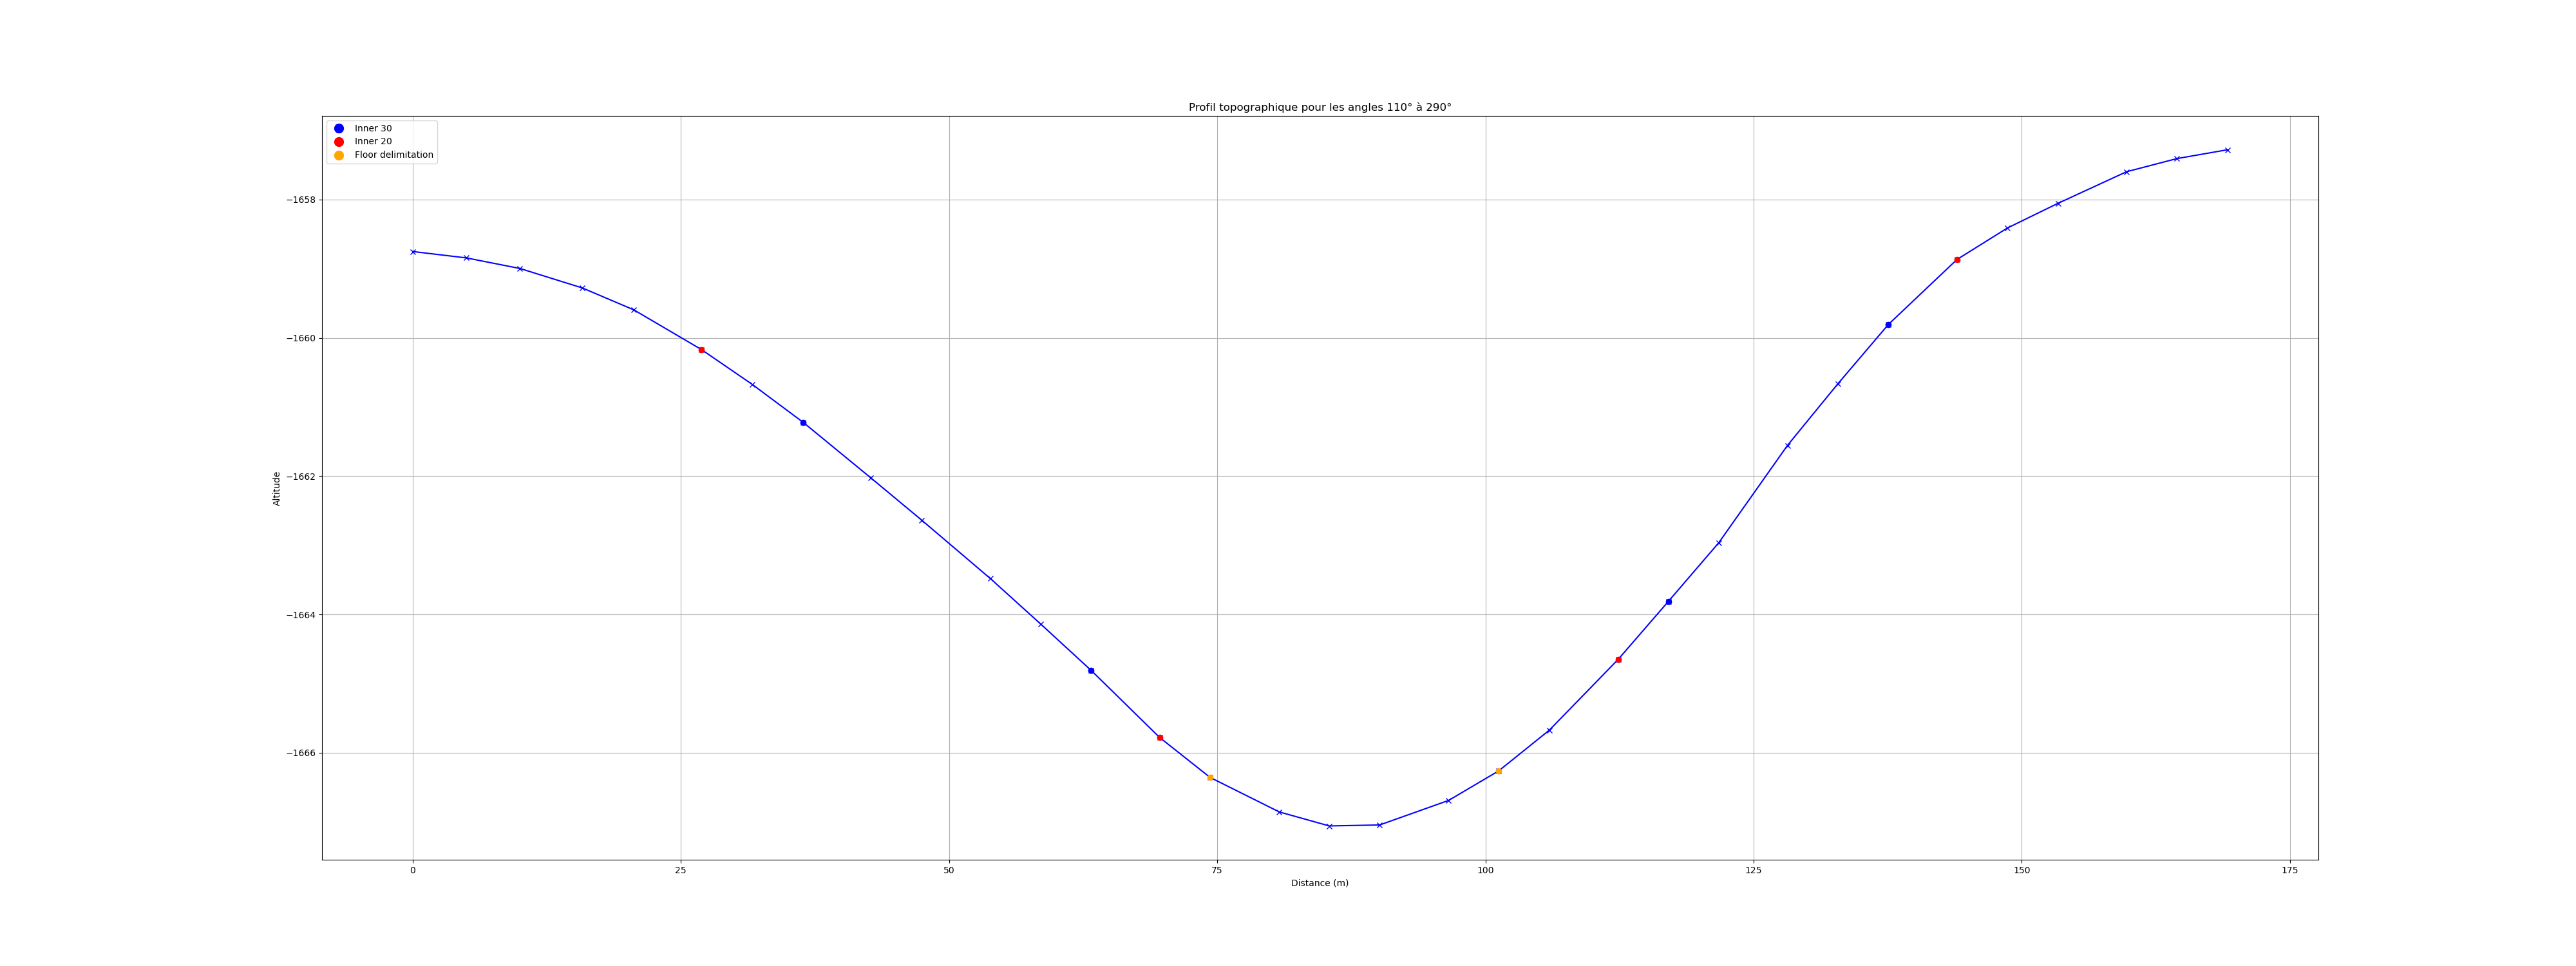 Profil topographique pour les angles 110° à 290°
Inner 30
Inner 20
Floor delimitation
Altitude
−1658
−1660
−1662
−1664
−1666
0
25
50
75
100
125
150
175
Distance (m)